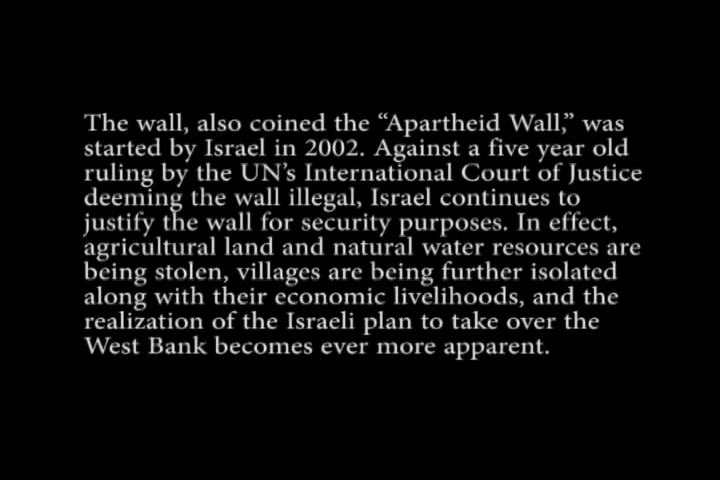 The wall, also coined the “Apartheid Wall,” was
started by Israel in 2002. Against a five year old
ruling by the UN’s International Court of Justice
deeming the wall illegal, Israel continues to
justify the wall for security purposes. In effect,
agricultural land and natural water resources are
being stolen, villages are being further isolated
along with their economic livelihoods, and the
realization of the Israeli plan to take over the
West Bank becomes ever more apparent.